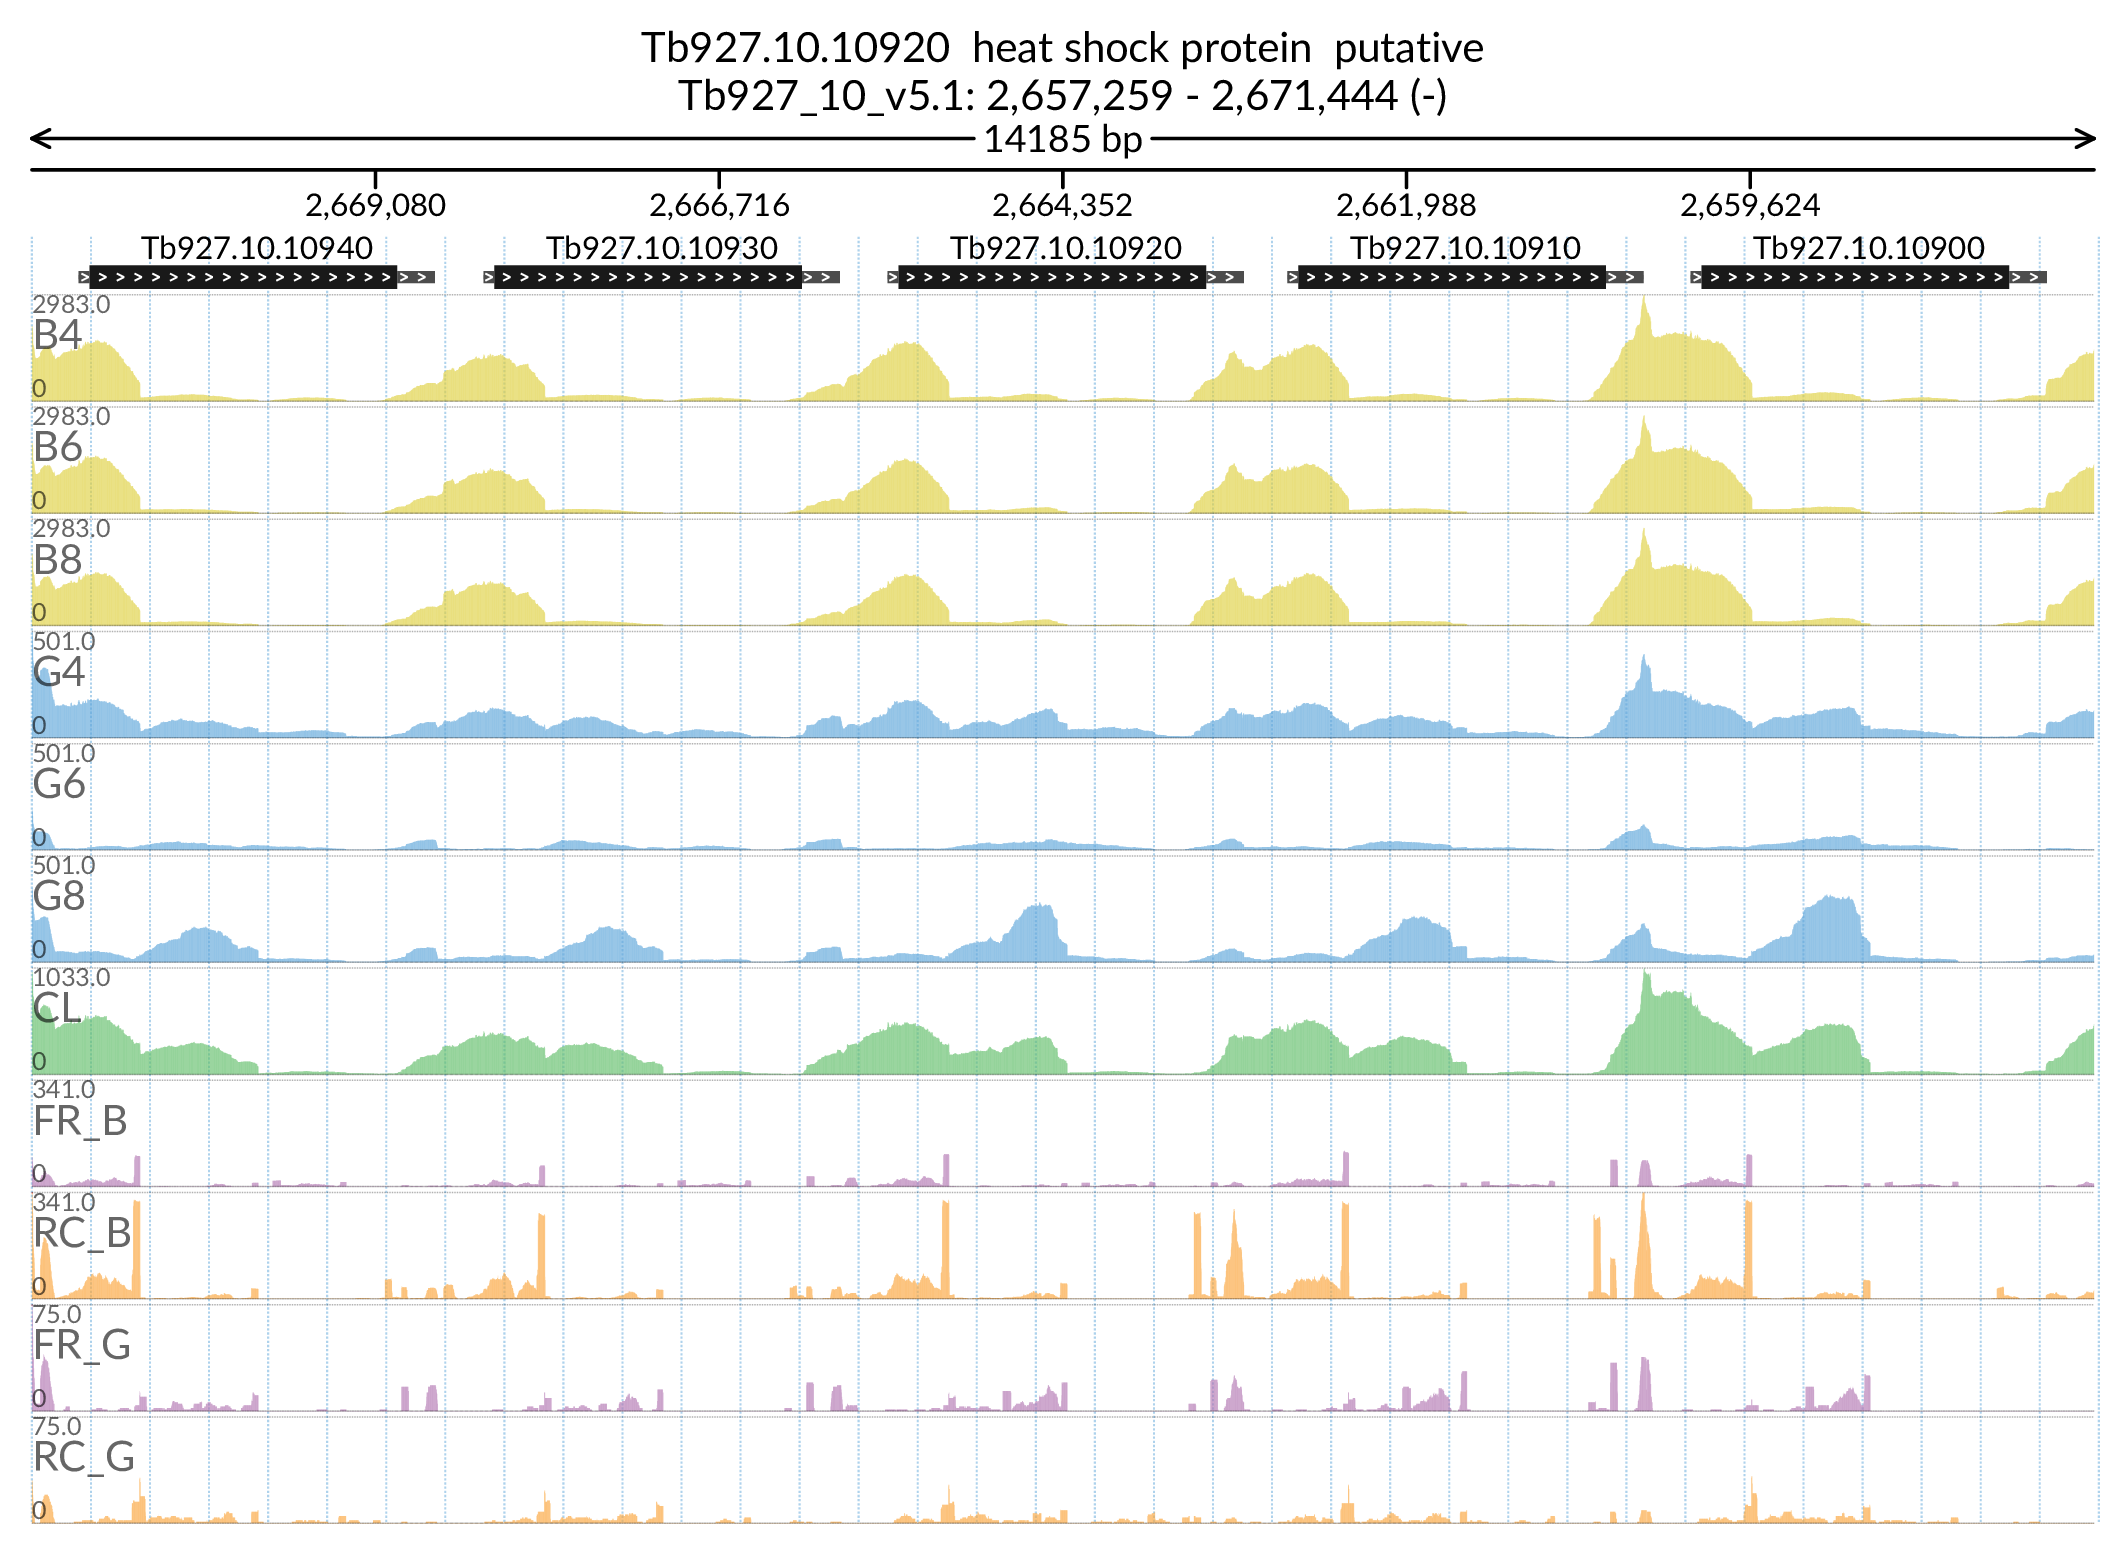 Tb927.10.10920  heat shock protein  putative
Tb927_10_v5.1: 2,657,259 - 2,671,444 (-)
14185 bp
2,669,080 2,666,716 2,664,352 2,661,988 2,659,624
Tb927.10.10940 Tb927.10.10930 Tb927.10.10920 Tb927.10.10910 Tb927.10.10900
2983.0
B4
0
2983.0
B6
0
2983.0
B8
0
501.0
G4
0
501.0
G6
0
501.0
G8
0
1033.0
CL
0
341.0
FR_B
0
341.0
RC_B
0
75.0
FR_G
0
75.0
RC_G
0